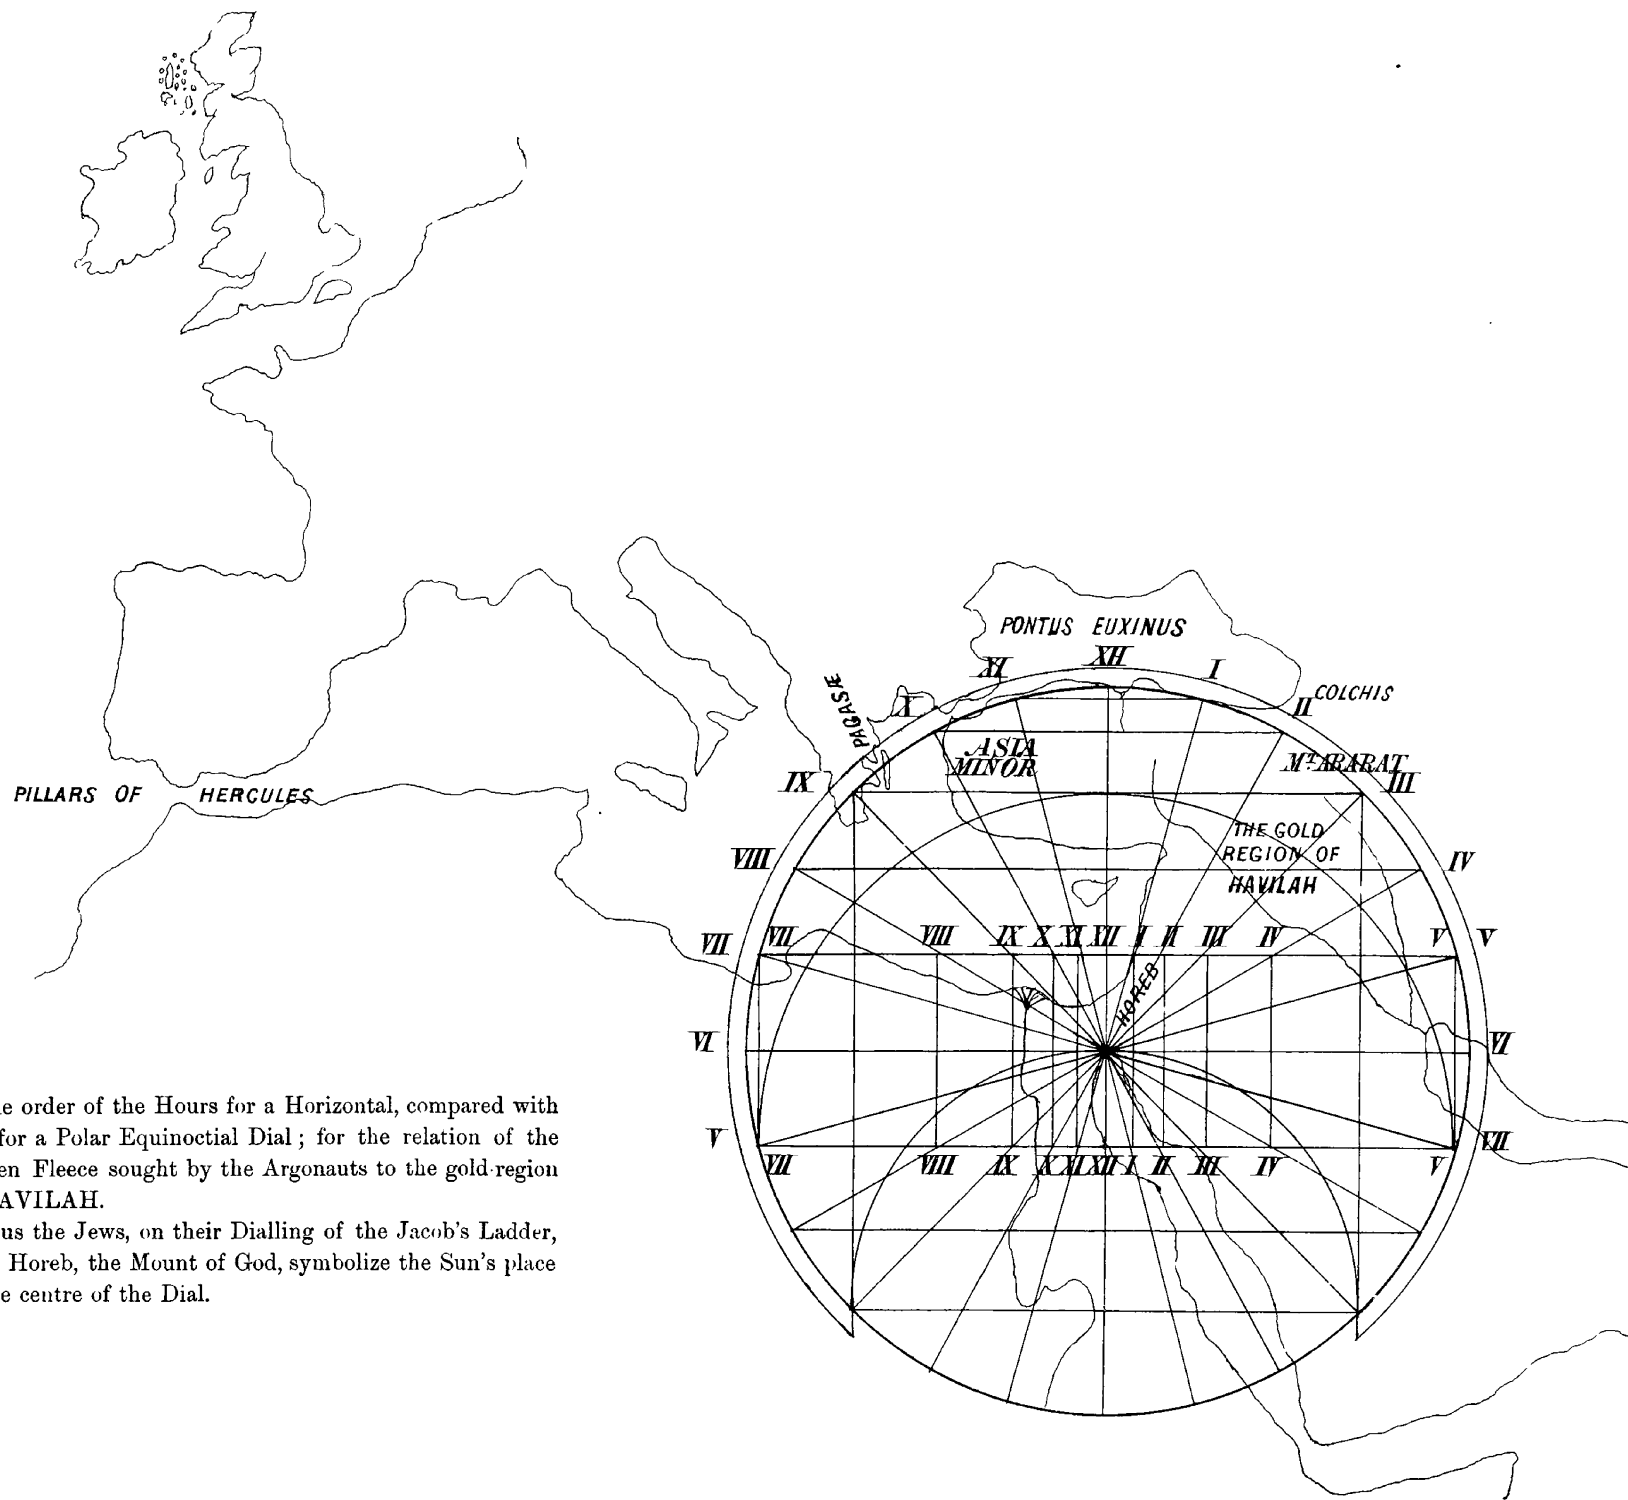 PONTUS EUXINUS
XI XII I
X II COLCHIS
PAGASÆ
ASIA
MINOR
MT ARARAT
IX III
PILLARS OF HERCULES
THE GOLD
REGION OF
HAVILAH
VIII IV
VII VII VIII IX X XI XII I II III IV V V
HOREB
VI VI
V VII
VII VIII IX X XI XII I II III IV V
e order of the Hours for a Horizontal, compared with
for a Polar Equinoctial Dial ; for the relation of the
en Fleece sought by the Argonauts to the gold-region
AVILAH.
us the Jews, on their Dialling of the Jacob's Ladder,
Horeb, the Mount of God, symbolize the Sun's place
e centre of the Dial.